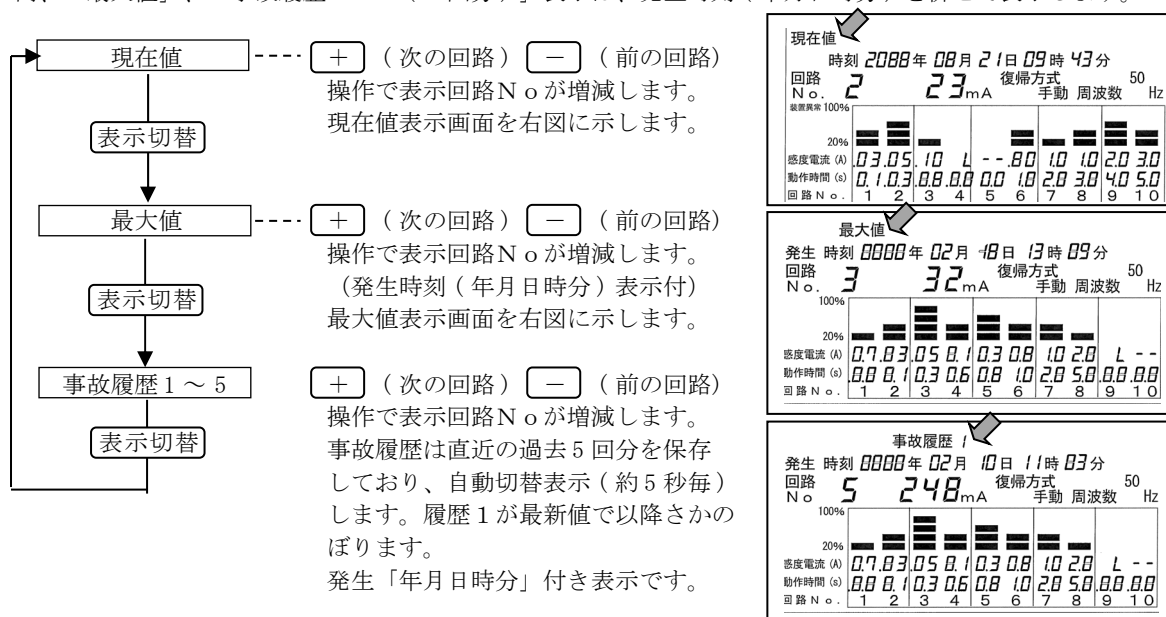 現在値
＋ （次の回路） － （前の回路）
操作で表示回路Ｎｏが増減します。
現在値表示画面を右図に示します。
表示切替
最大値
＋ （次の回路） － （前の回路）
操作で表示回路Ｎｏが増減します。
（発生時刻（年月日時分）表示付）
最大値表示画面を右図に示します。
表示切替
事故履歴１～５
＋ （次の回路） － （前の回路）
操作で表示回路Ｎｏが増減します。
事故履歴は直近の過去５回分を保存
しており、自動切替表示（約５秒毎）
します。履歴１が最新値で以降さかの
ぼります。
発生「年月日時分」付き表示です。
表示切替
現在値
時刻 2088年 08月 21日 09時 43分
回路 No. 2 23mA 復帰方式 手動 周波数 50 Hz
装置異常 100%
20%
感度電流 (A) .03 .05 .10 L -- .80 1.0 1.0 2.0 3.0
動作時間 (s) 0.1 0.3 0.8 .0.0 0.0 1.0 2.0 3.0 4.0 5.0
回路No. 1 2 3 4 5 6 7 8 9 10
最大値
発生 時刻 年 02月 18日 13時 09分
回路 No. 3 32mA 復帰方式 手動 周波数 50 Hz
100%
20%
感度電流 (A) 0.7 .03 .05 0.1 0.3 0.8 1.0 2.0 L --
動作時間 (s) .0.0 0.1 0.3 0.6 0.8 1.0 2.0 5.0 .0.0 .0.0
回路No. 1 2 3 4 5 6 7 8 9 10
事故履歴 1
発生 時刻 年 02月 10日 11時 03分
回路 No 5 248mA 復帰方式 手動 周波数 50 Hz
100%
20%
感度電流 (A) 0.7 .03 .05 0.1 0.3 0.8 1.0 2.0 L --
動作時間 (s) .0.0 0.1 0.3 0.6 0.8 1.0 2.0 5.0 .0.0 .0.0
回路No. 1 2 3 4 5 6 7 8 9 10